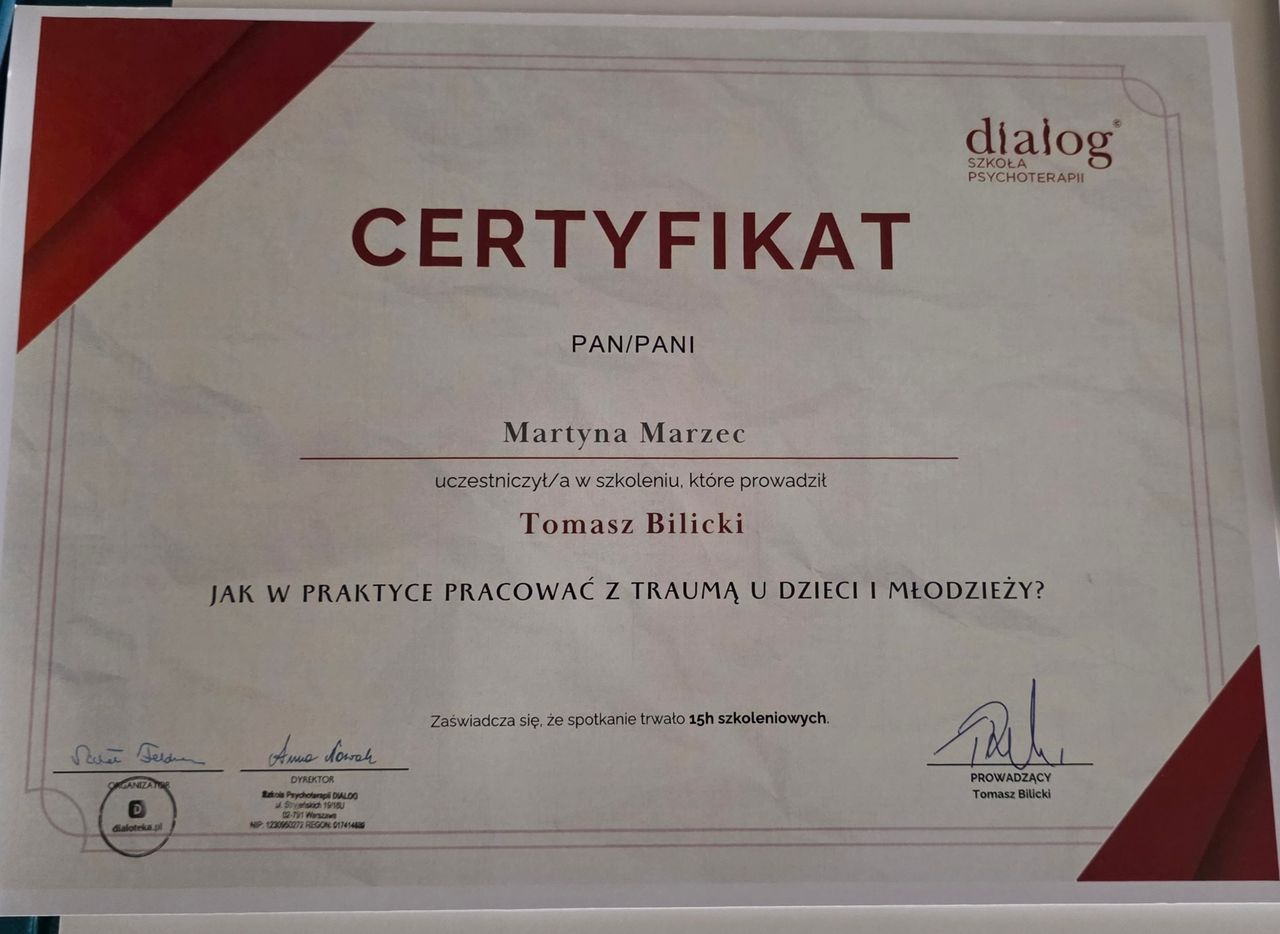 dialog
SZKOŁA
PSYCHOTERAPII
CERTYFIKAT
PAN/PANI
Martyna Marzec
uczestniczył/a w szkoleniu, które prowadził
Tomasz Bilicki
JAK W PRAKTYCE PRACOWAĆ Z TRAUMĄ U DZIECI I MŁODZIEŻY?
Zaświadcza się, że spotkanie trwało 15h szkoleniowych.
Anna Nowak
ORGANIZATOR
dialoteka.pl
DYREKTOR
Szkoła Psychoterapii DIALOG
02-791 Warszawa
PROWADZĄCY
Tomasz Bilicki